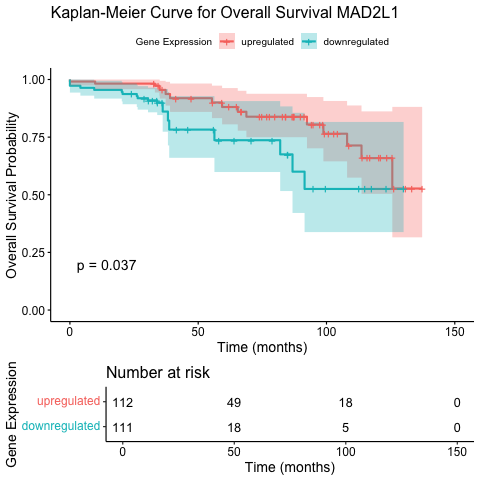 Kaplan-Meier Curve for Overall Survival MAD2L1
Gene Expression upregulated downregulated
Overall Survival Probability
1.00
0.75
0.50
0.25
0.00
p = 0.037
0 50 100 150
Time (months)
Number at risk
Gene Expression
upregulated 112 49 18 0
downregulated 111 18 5 0
0 50 100 150
Time (months)